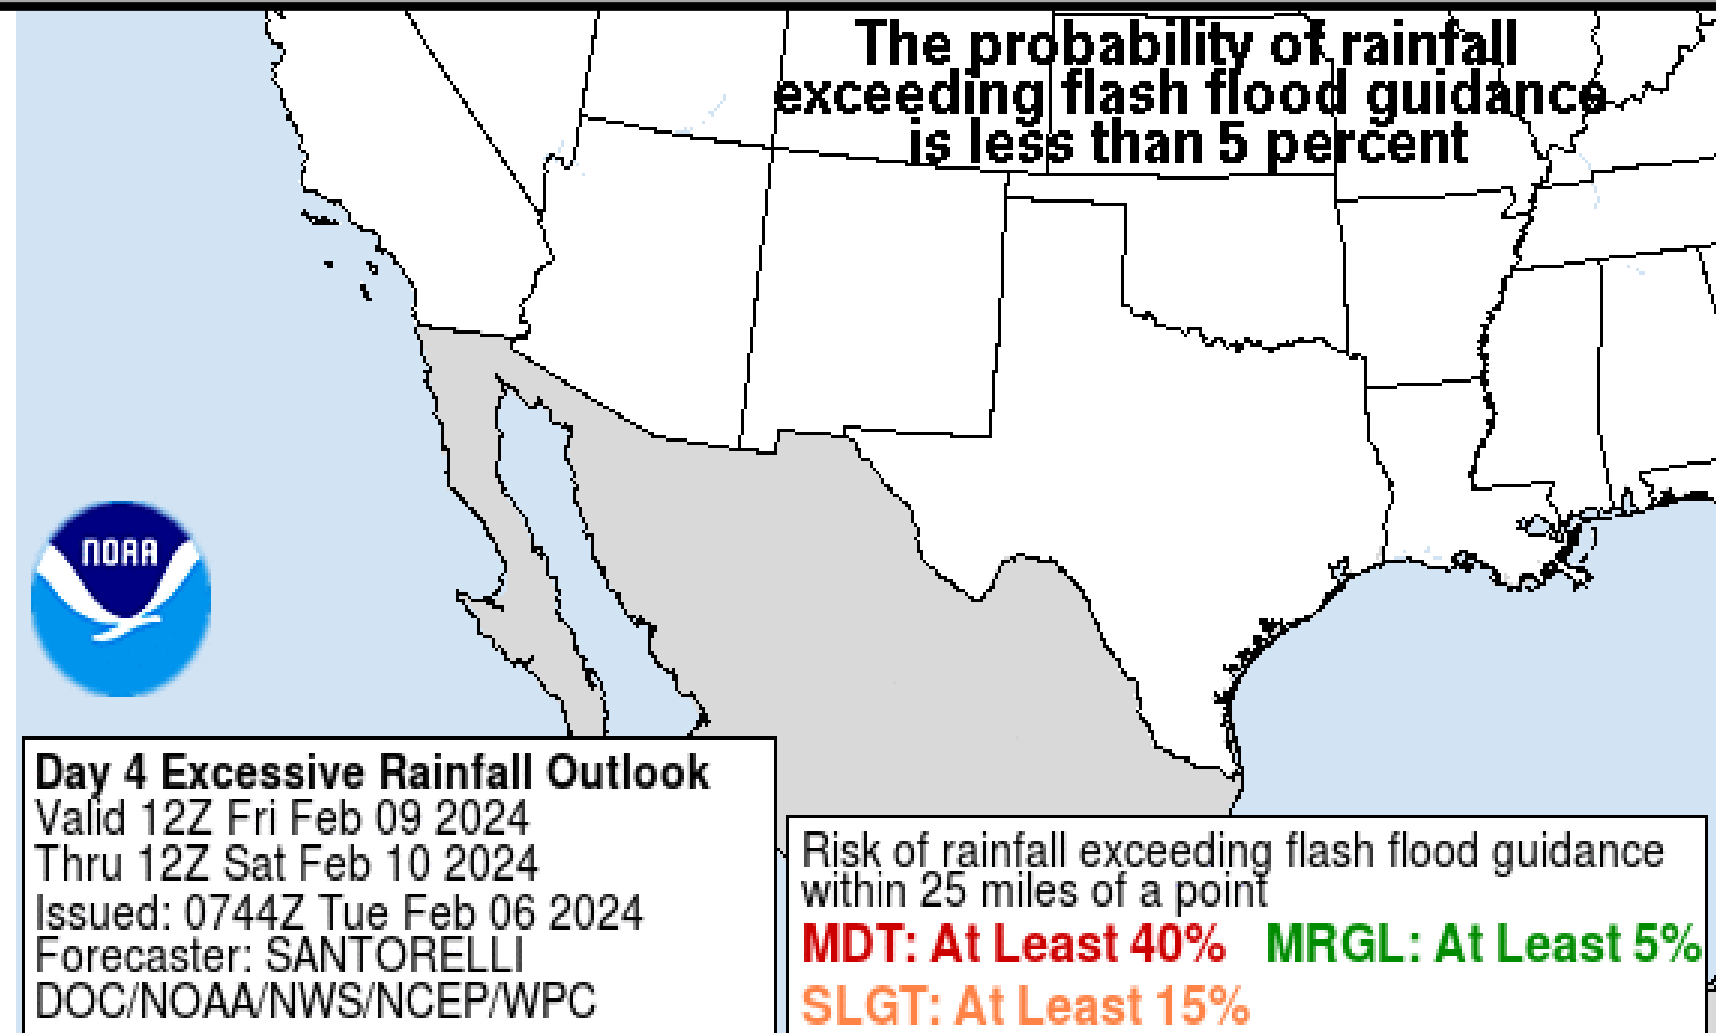 The probability of rainfall
exceeding flash flood guidance
is less than 5 percent
NOAA
Day 4 Excessive Rainfall Outlook
Valid 12Z Fri Feb 09 2024
Thru 12Z Sat Feb 10 2024
Issued: 0744Z Tue Feb 06 2024
Forecaster: SANTORELLI
DOC/NOAA/NWS/NCEP/WPC
Risk of rainfall exceeding flash flood guidance
within 25 miles of a point
MDT: At Least 40% MRGL: At Least 5%
SLGT: At Least 15%